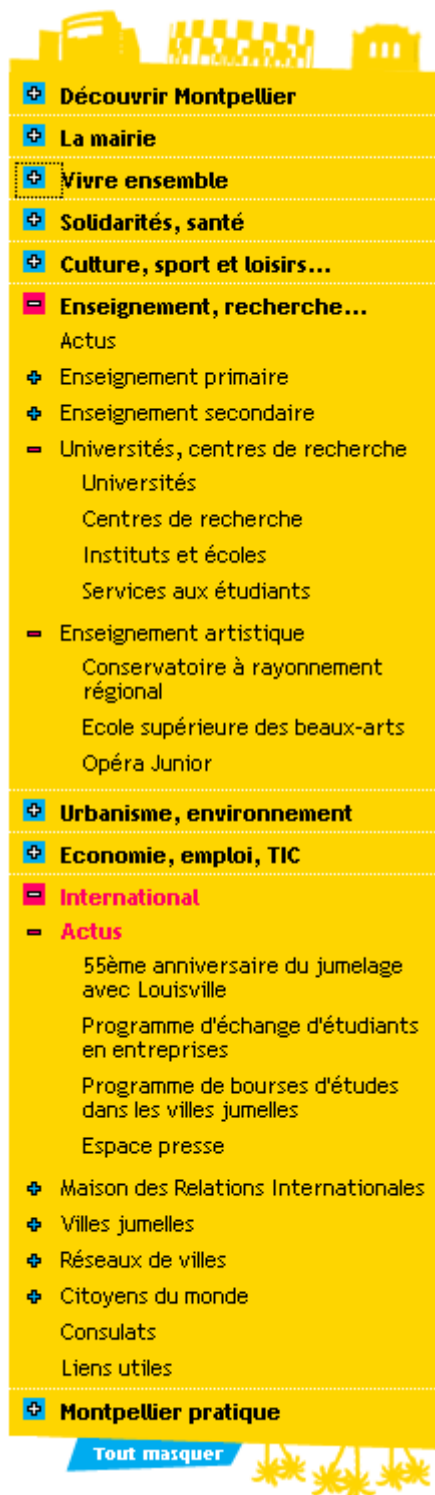 Découvrir Montpellier
La mairie
Vivre ensemble
Solidarités, santé
Culture, sport et loisirs...
Enseignement, recherche...
Actus
Enseignement primaire
Enseignement secondaire
Universités, centres de recherche
Universités
Centres de recherche
Instituts et écoles
Services aux étudiants
Enseignement artistique
Conservatoire à rayonnement
régional
Ecole supérieure des beaux-arts
Opéra Junior
Urbanisme, environnement
Economie, emploi, TIC
International
Actus
55ème anniversaire du jumelage
avec Louisville
Programme d'échange d'étudiants
en entreprises
Programme de bourses d'études
dans les villes jumelles
Espace presse
Maison des Relations Internationales
Villes jumelles
Réseaux de villes
Citoyens du monde
Consulats
Liens utiles
Montpellier pratique
Tout masquer